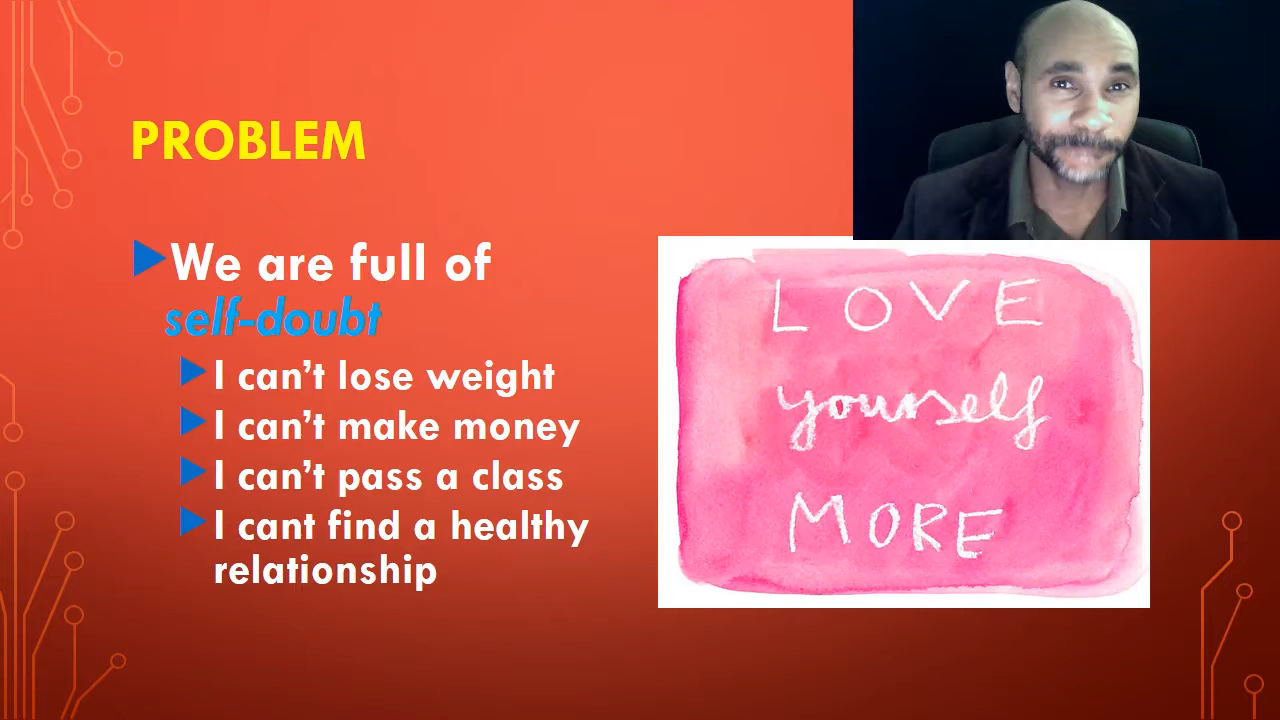 PROBLEM
We are full of
self-doubt
I can't lose weight
I can't make money
I can't pass a class
I cant find a healthy
relationship
LOVE
yourself
MORE